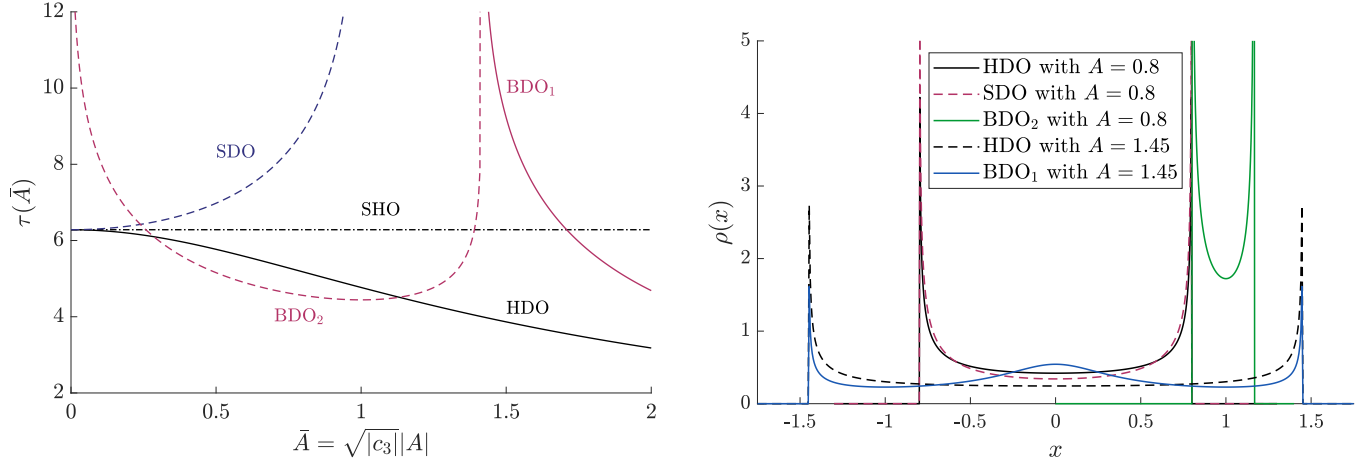 12
10
8
6
4
2
τ(Ā)
SDO
BDO₁
SHO
BDO₂
HDO
0
0.5
1
1.5
2
Ā = √|c₃||A|
5
4
3
2
1
0
ρ(x)
HDO with A = 0.8
SDO with A = 0.8
BDO₂ with A = 0.8
HDO with A = 1.45
BDO₁ with A = 1.45
-1.5
-1
-0.5
0
0.5
1
1.5
x